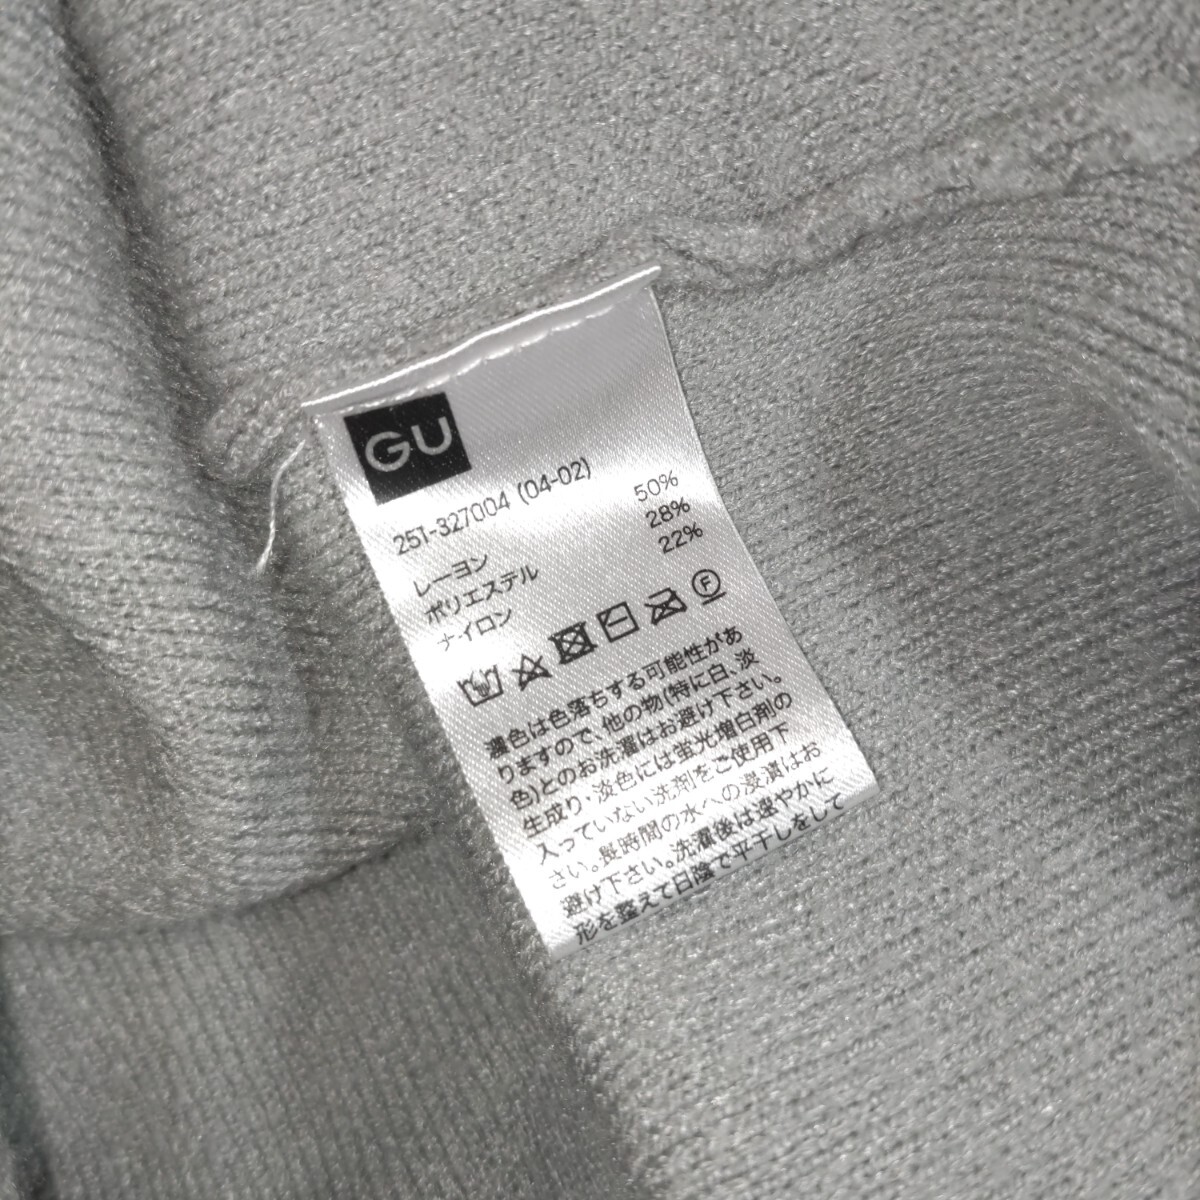 GU
251-327004 (04-02)
レーヨン 50%
ポリエステル 28%
ナイロン 22%
F
濃色は色落ちする可能性があ
りますので、他の物(特に白、淡
色)とのお洗濯はお避け下さい。
生成り・淡色には蛍光増白剤の
入っていない洗剤をご使用下
さい。長時間の水への浸漬はお
避け下さい。洗濯後は速やかに
形を整えて日陰で平干しをして